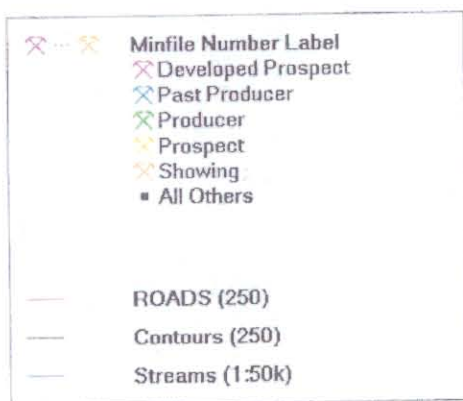 Minfile Number Label
Developed Prospect
Past Producer
Producer
Prospect
Showing
All Others
ROADS (250)
Contours (250)
Streams (1:50k)